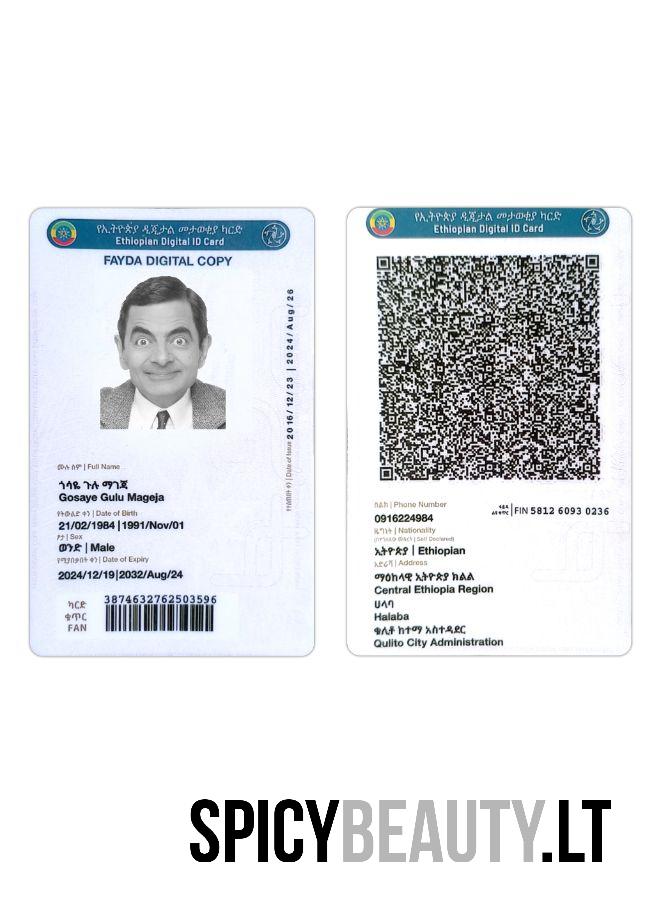 የኢትዮጵያ ዲጂታል መታወቂያ ካርድ
Ethiopian Digital ID Card
FAYDA DIGITAL COPY
ሙሉ ስም | Full Name
ጎሳዬ ጉሉ ማገጃ
Gosaye Gulu Mageja
የትውልድ ቀን | Date of Birth
21/02/1984 | 1991/Nov/01
ፆታ | Sex
ወንድ | Male
የሚያበቃበት ቀን | Date of Expiry
2024/12/19|2032/Aug/24
ካርድ
ቁጥር
FAN
3874632762503596
Date of Issue 2016/12/23 | 2024/Aug/26
የኢትዮጵያ ዲጂታል መታወቂያ ካርድ
Ethiopian Digital ID Card
ስልክ | Phone Number
0916224984
FIN 5812 6093 0236
ዜግነት | Nationality
ኢትዮጵያ | Ethiopian
አድራሻ | Address
ማዕከላዊ ኢትዮጵያ ክልል
Central Ethiopia Region
ሀላባ
Halaba
ቁሊቶ ከተማ አስተዳደር
Qulito City Administration
SPICYBEAUTY.LT